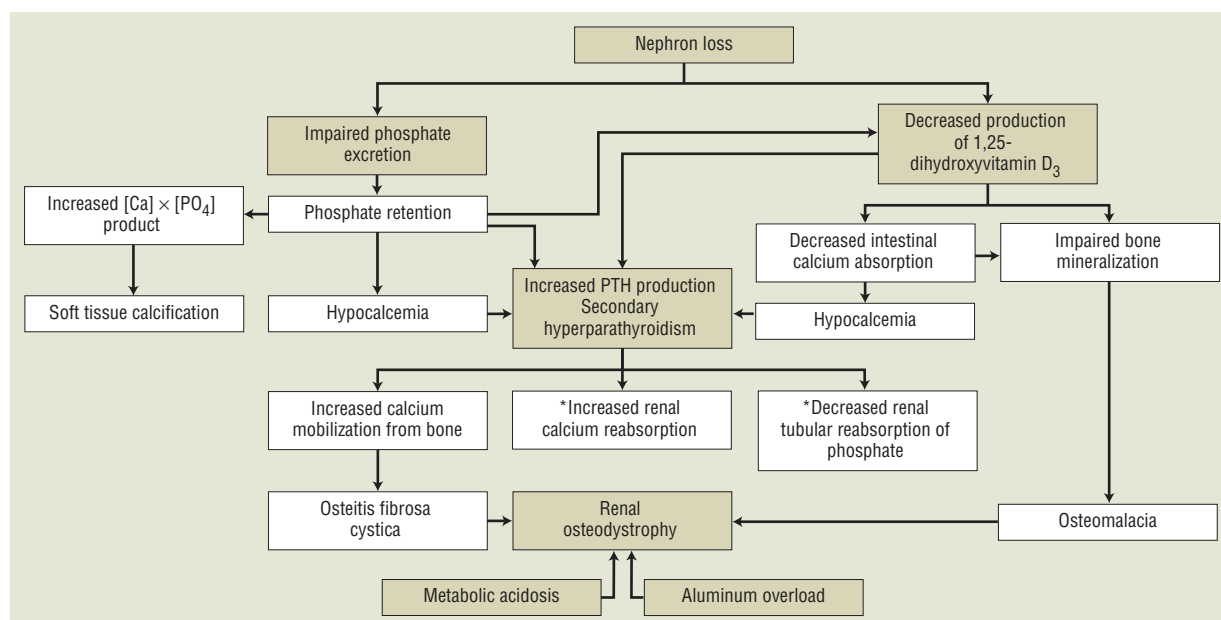 Nephron loss
Impaired phosphate
excretion
Decreased production
of 1,25-
dihydroxyvitamin D₃
Increased [Ca] × [PO₄]
product
Phosphate retention
Decreased intestinal
calcium absorption
Impaired bone
mineralization
Soft tissue calcification
Hypocalcemia
Increased PTH production
Secondary
hyperparathyroidism
Hypocalcemia
Increased calcium
mobilization from bone
*Increased renal
calcium reabsorption
*Decreased renal
tubular reabsorption of
phosphate
Osteitis fibrosa
cystica
Renal
osteodystrophy
Osteomalacia
Metabolic acidosis
Aluminum overload